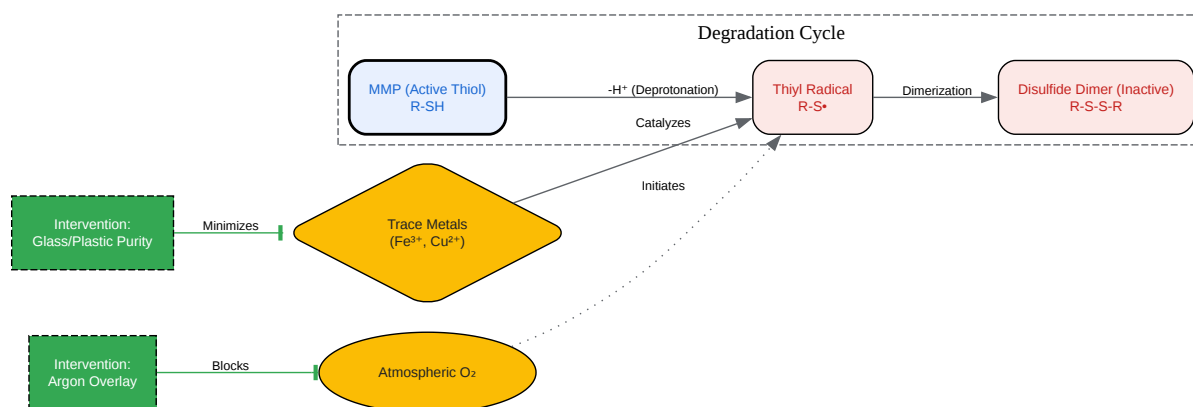 Degradation Cycle
MMP (Active Thiol)
R-SH
-H⁺ (Deprotonation)
Thiyl Radical
R-S•
Dimerization
Disulfide Dimer (Inactive)
R-S-S-R
Catalyzes
Initiates
Intervention:
Glass/Plastic Purity
Minimizes
Trace Metals
(Fe³⁺, Cu²⁺)
Intervention:
Argon Overlay
Blocks
Atmospheric O₂